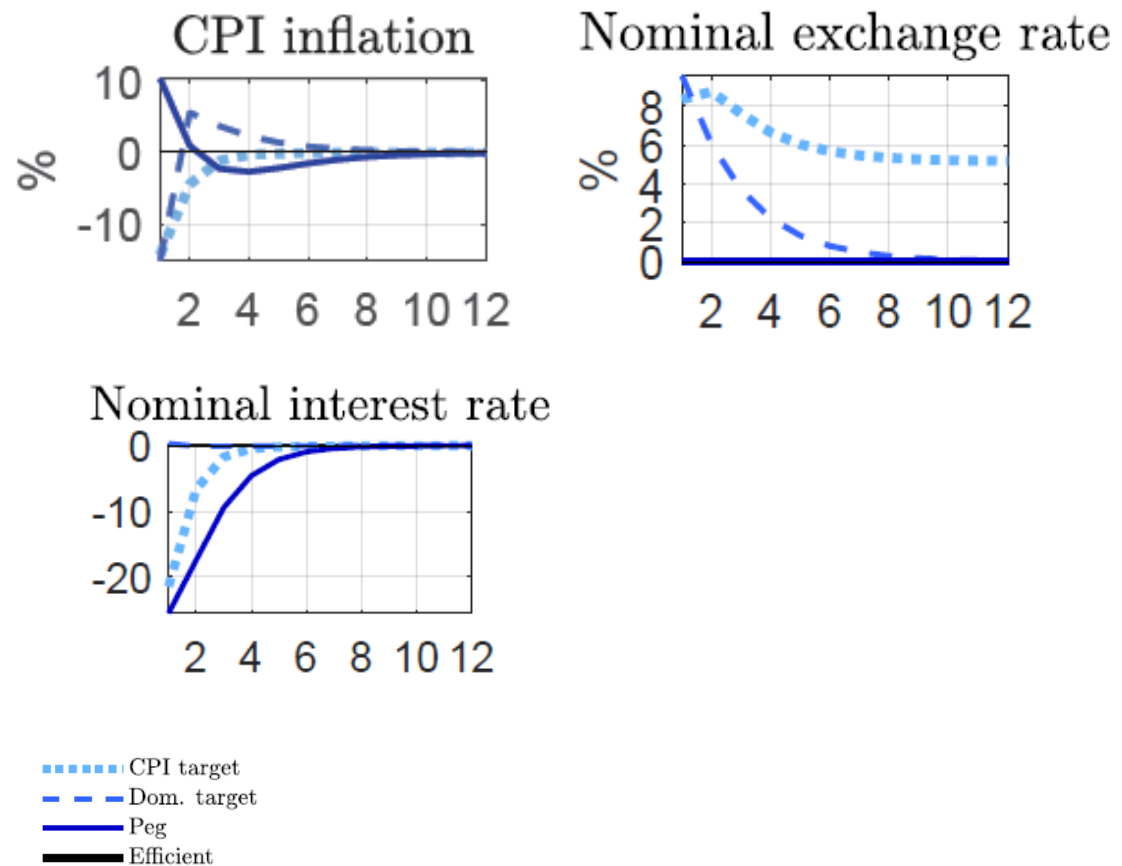 CPI inflation
%
10
0
-10
2 4 6 8 10 12
Nominal exchange rate
%
8
6
4
2
0
2 4 6 8 10 12
Nominal interest rate
0
-10
-20
2 4 6 8 10 12
CPI target
Dom. target
Peg
Efficient